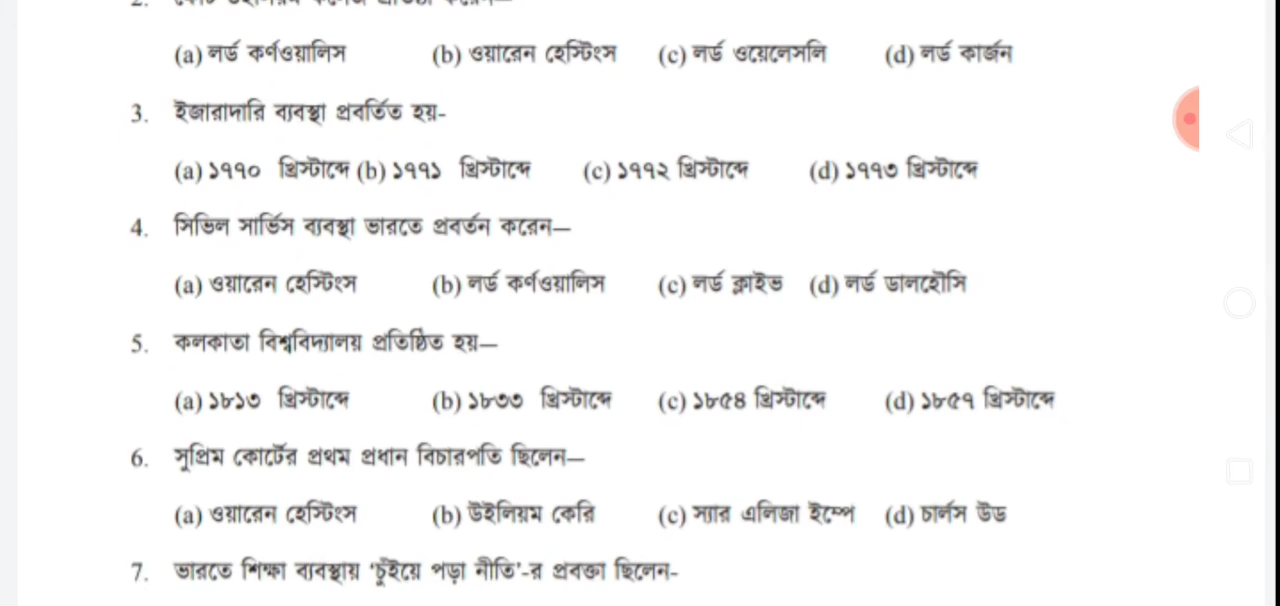 (a) লর্ড কর্ণওয়ালিস (b) ওয়ারেন হেস্টিংস (c) লর্ড ওয়েলেসলি (d) লর্ড কার্জন
3. ইজারাদারি ব্যবস্থা প্রবর্তিত হয়-
(a) ১৭৭০ খ্রিস্টাব্দে (b) ১৭৭১ খ্রিস্টাব্দে (c) ১৭৭২ খ্রিস্টাব্দে (d) ১৭৭৩ খ্রিস্টাব্দে
4. সিভিল সার্ভিস ব্যবস্থা ভারতে প্রবর্তন করেন—
(a) ওয়ারেন হেস্টিংস (b) লর্ড কর্ণওয়ালিস (c) লর্ড ক্লাইভ (d) লর্ড ডালহৌসি
5. কলকাতা বিশ্ববিদ্যালয় প্রতিষ্ঠিত হয়—
(a) ১৮১৩ খ্রিস্টাব্দে (b) ১৮৩৩ খ্রিস্টাব্দে (c) ১৮৫৪ খ্রিস্টাব্দে (d) ১৮৫৭ খ্রিস্টাব্দে
6. সুপ্রিম কোর্টের প্রথম প্রধান বিচারপতি ছিলেন—
(a) ওয়ারেন হেস্টিংস (b) উইলিয়ম কেরি (c) স্যার এলিজা ইম্পে (d) চার্লস উড
7. ভারতে শিক্ষা ব্যবস্থায় ‘চুঁইয়ে পড়া নীতি’-র প্রবক্তা ছিলেন-